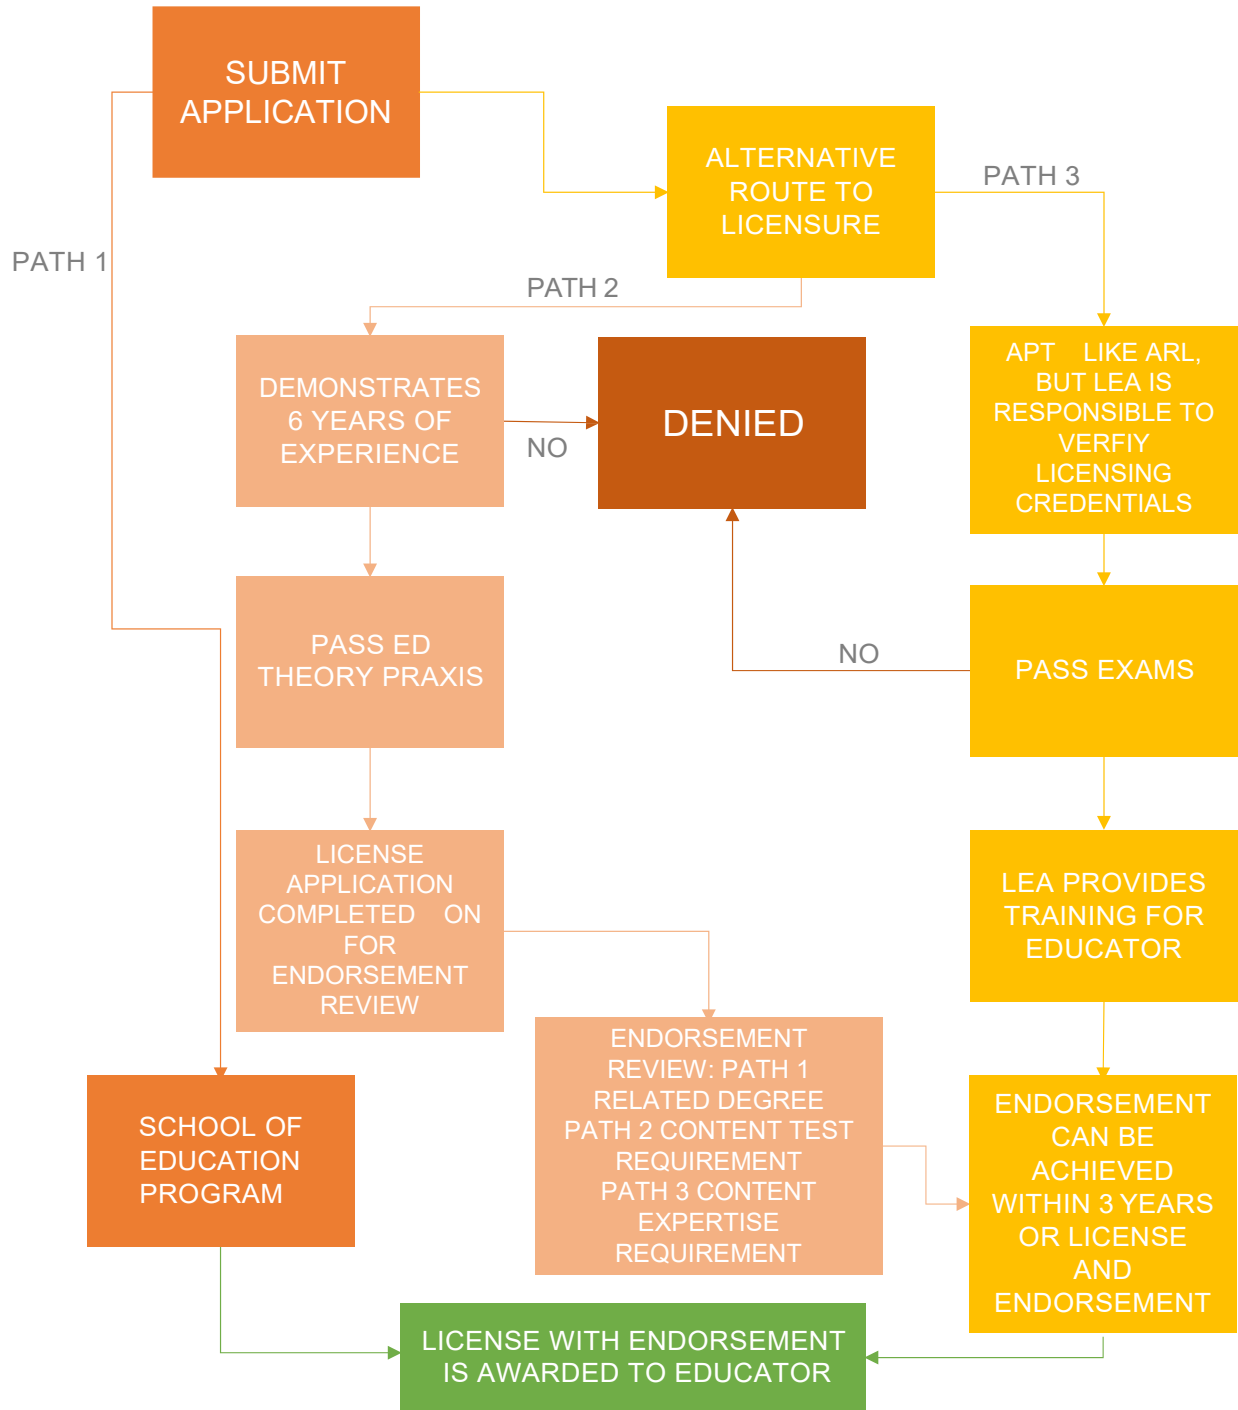 SUBMIT
APPLICATION
ALTERNATIVE
ROUTE TO
LICENSURE
PATH 3
PATH 1
PATH 2
DEMONSTRATES
6 YEARS OF
EXPERIENCE
NO
DENIED
APT LIKE ARL,
BUT LEA IS
RESPONSIBLE TO
VERFIY
LICENSING
CREDENTIALS
PASS ED
THEORY PRAXIS
NO
PASS EXAMS
LICENSE
APPLICATION
COMPLETED ON
FOR
ENDORSEMENT
REVIEW
LEA PROVIDES
TRAINING FOR
EDUCATOR
ENDORSEMENT
REVIEW: PATH 1
RELATED DEGREE
PATH 2 CONTENT TEST
REQUIREMENT
PATH 3 CONTENT
EXPERTISE
REQUIREMENT
SCHOOL OF
EDUCATION
PROGRAM
ENDORSEMENT
CAN BE
ACHIEVED
WITHIN 3 YEARS
OR LICENSE
AND
ENDORSEMENT
LICENSE WITH ENDORSEMENT
IS AWARDED TO EDUCATOR